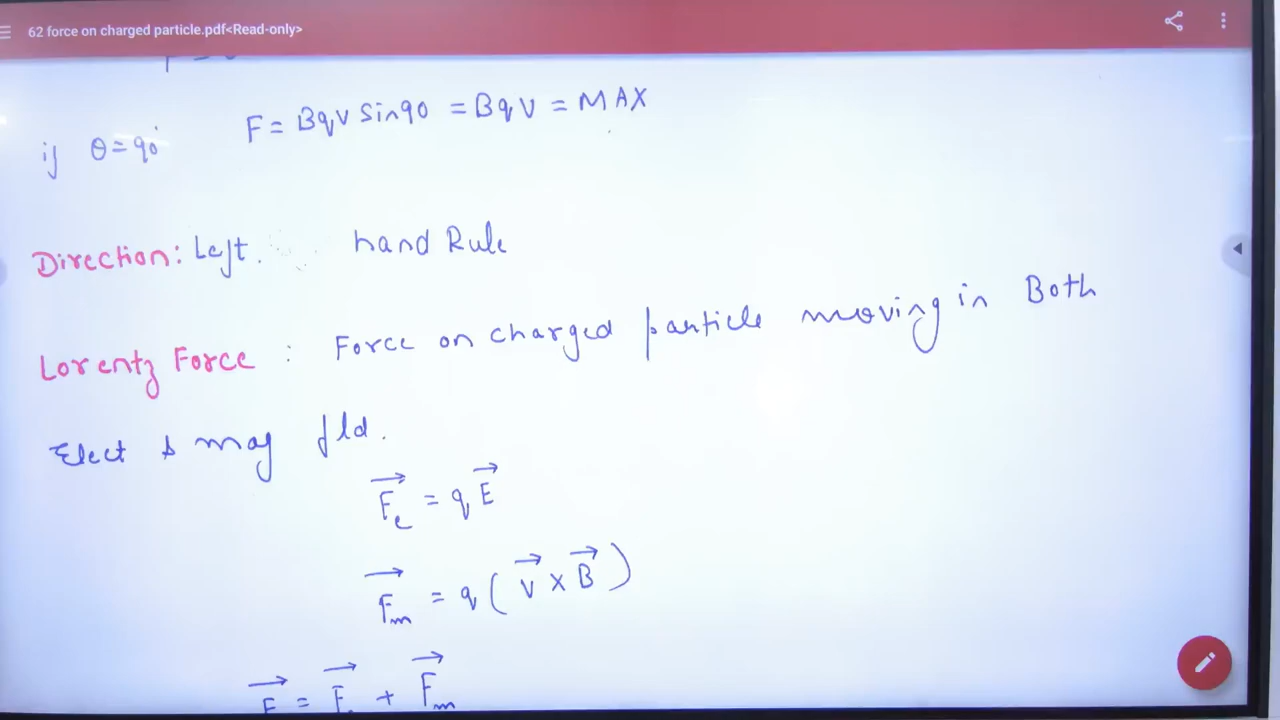 62 force on charged particle.pdf<Read-only>
if θ = 90° F = BqV Sin90 = BqV = MAX
Direction: Left hand Rule
Lorentz Force : Force on charged particle moving in Both
Elect & mag fld.
F⃗e = q E⃗
F⃗m = q ( V⃗ × B⃗ )
F⃗ = F⃗ + F⃗m